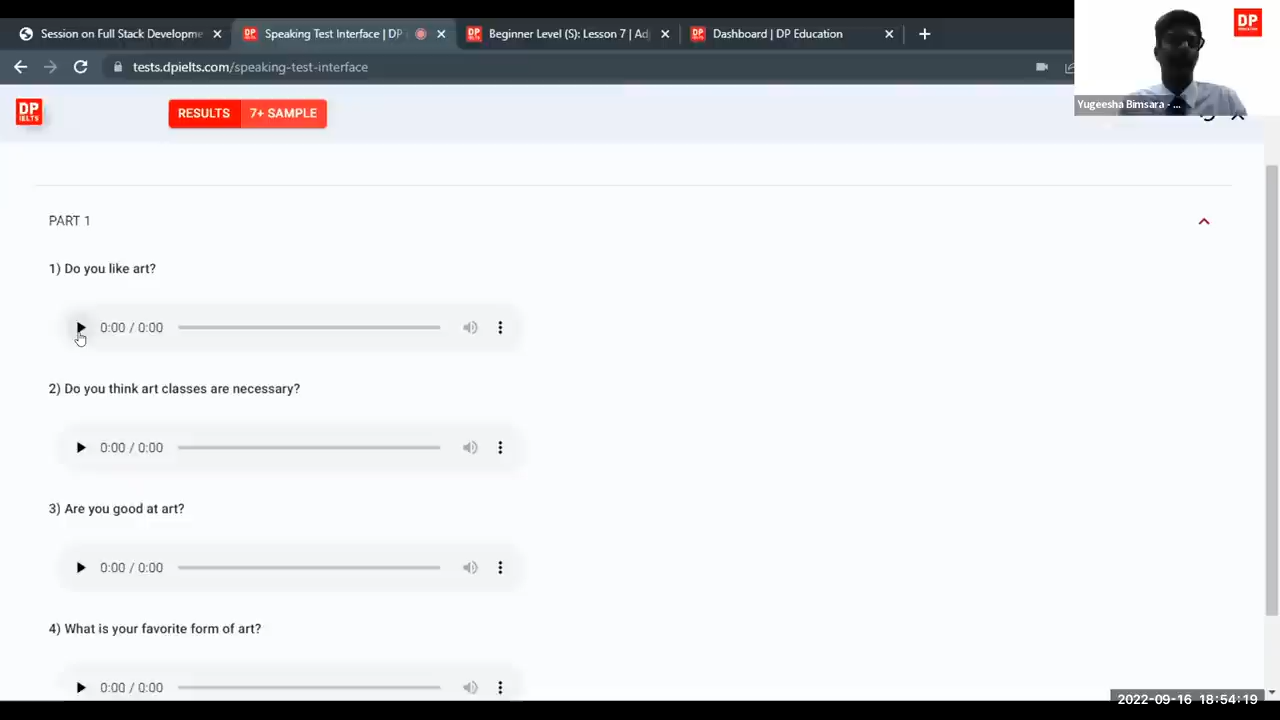 Session on Full Stack Developme
Speaking Test Interface | DP
Beginner Level (S): Lesson 7 | Ad
Dashboard | DP Education
DP
EDUCATION
tests.dpielts.com/speaking-test-interface
Yugeesha Bimsara - ...
DP
IELTS
RESULTS
7+ SAMPLE
PART 1
1) Do you like art?
0:00 / 0:00
2) Do you think art classes are necessary?
0:00 / 0:00
3) Are you good at art?
0:00 / 0:00
4) What is your favorite form of art?
0:00 / 0:00
2022-09-16 18:54:19